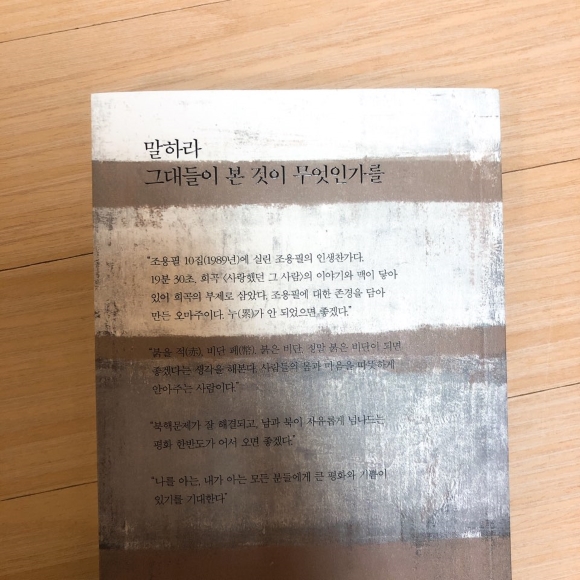 말하라
그대들이 본 것이 무엇인가를
"조용필 10집(1989년)에 실린 조용필의 인생찬가다.
19분 30초. 희곡 《사랑했던 그 사람》의 이야기와 맥이 닿아
있어 희곡의 부제로 삼았다. 조용필에 대한 존경을 담아
만든 오마주이다. 누(累)가 안 되었으면 좋겠다."
"붉을 적(赤), 비단 패. 붉은 비단. 정말 붉은 비단이 되면
좋겠다는 생각을 해본다. 사람들의 몸과 마음을 따뜻하게
안아주는 사람이다."
"북핵문제가 잘 해결되고, 남과 북이 자유롭게 넘나드는
평화 한반도가 어서 오면 좋겠다."
"나를 아는, 내가 아는 모든 분들에게 큰 평화와 기쁨이
있기를 기대한다"